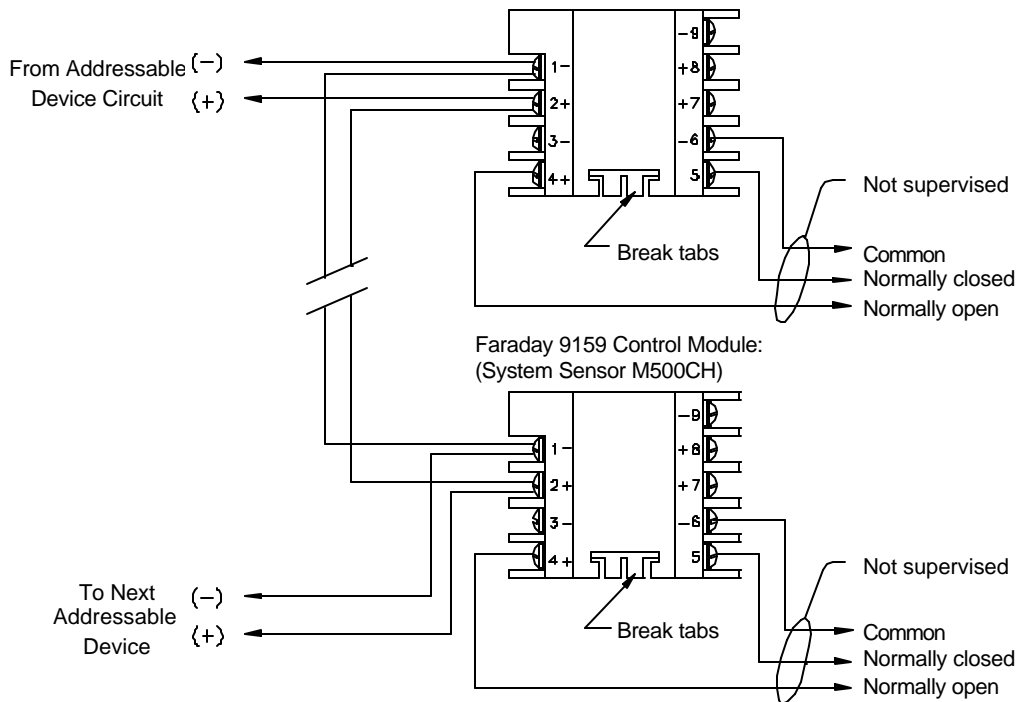 -9
From Addressable (-)
1- +8
Device Circuit (+)
2+ +7
3- -6
4+ 5
Not supervised
Break tabs
Common
Normally closed
Normally open
Faraday 9159 Control Module:
(System Sensor M500CH)
-9
1- +8
2+ +7
3- -6
4+ 5
Not supervised
To Next (-)
Addressable
Device (+)
Break tabs
Common
Normally closed
Normally open